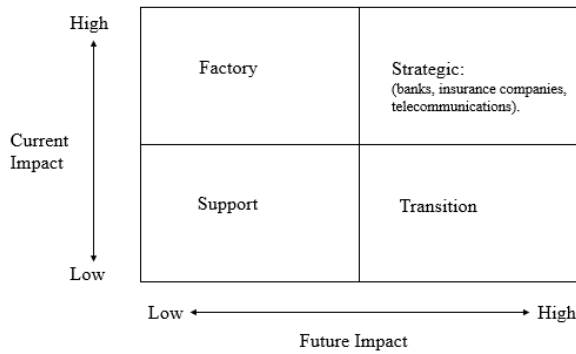 High
Factory
Strategic:
(banks, insurance companies,
telecommunications).
Current
Impact
Support
Transition
Low
Low
High
Future Impact